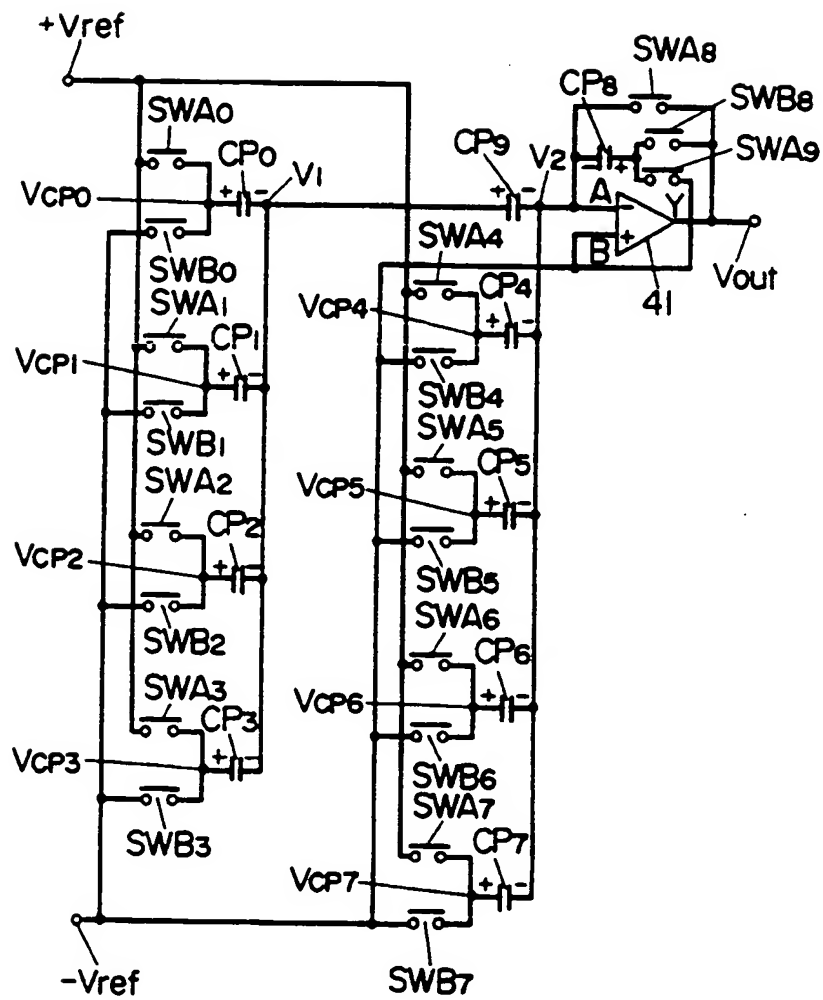 +Vref
SWA8
CP8
SWB8
SWA9
SWA0
CP0
V1
CP9
V2
VCP0
+ -
+ -
- +
A
-
Y
B
+
41
Vout
SWB0
SWA1
CP1
VCP1
+ -
SWB1
SWA4
CP4
VCP4
+ -
SWB4
SWA2
CP2
VCP2
+ -
SWB2
SWA5
CP5
VCP5
+ -
SWB5
SWA3
CP3
VCP3
+ -
SWB3
SWA6
CP6
VCP6
+ -
SWB6
SWA7
CP7
VCP7
+ -
SWB7
-Vref